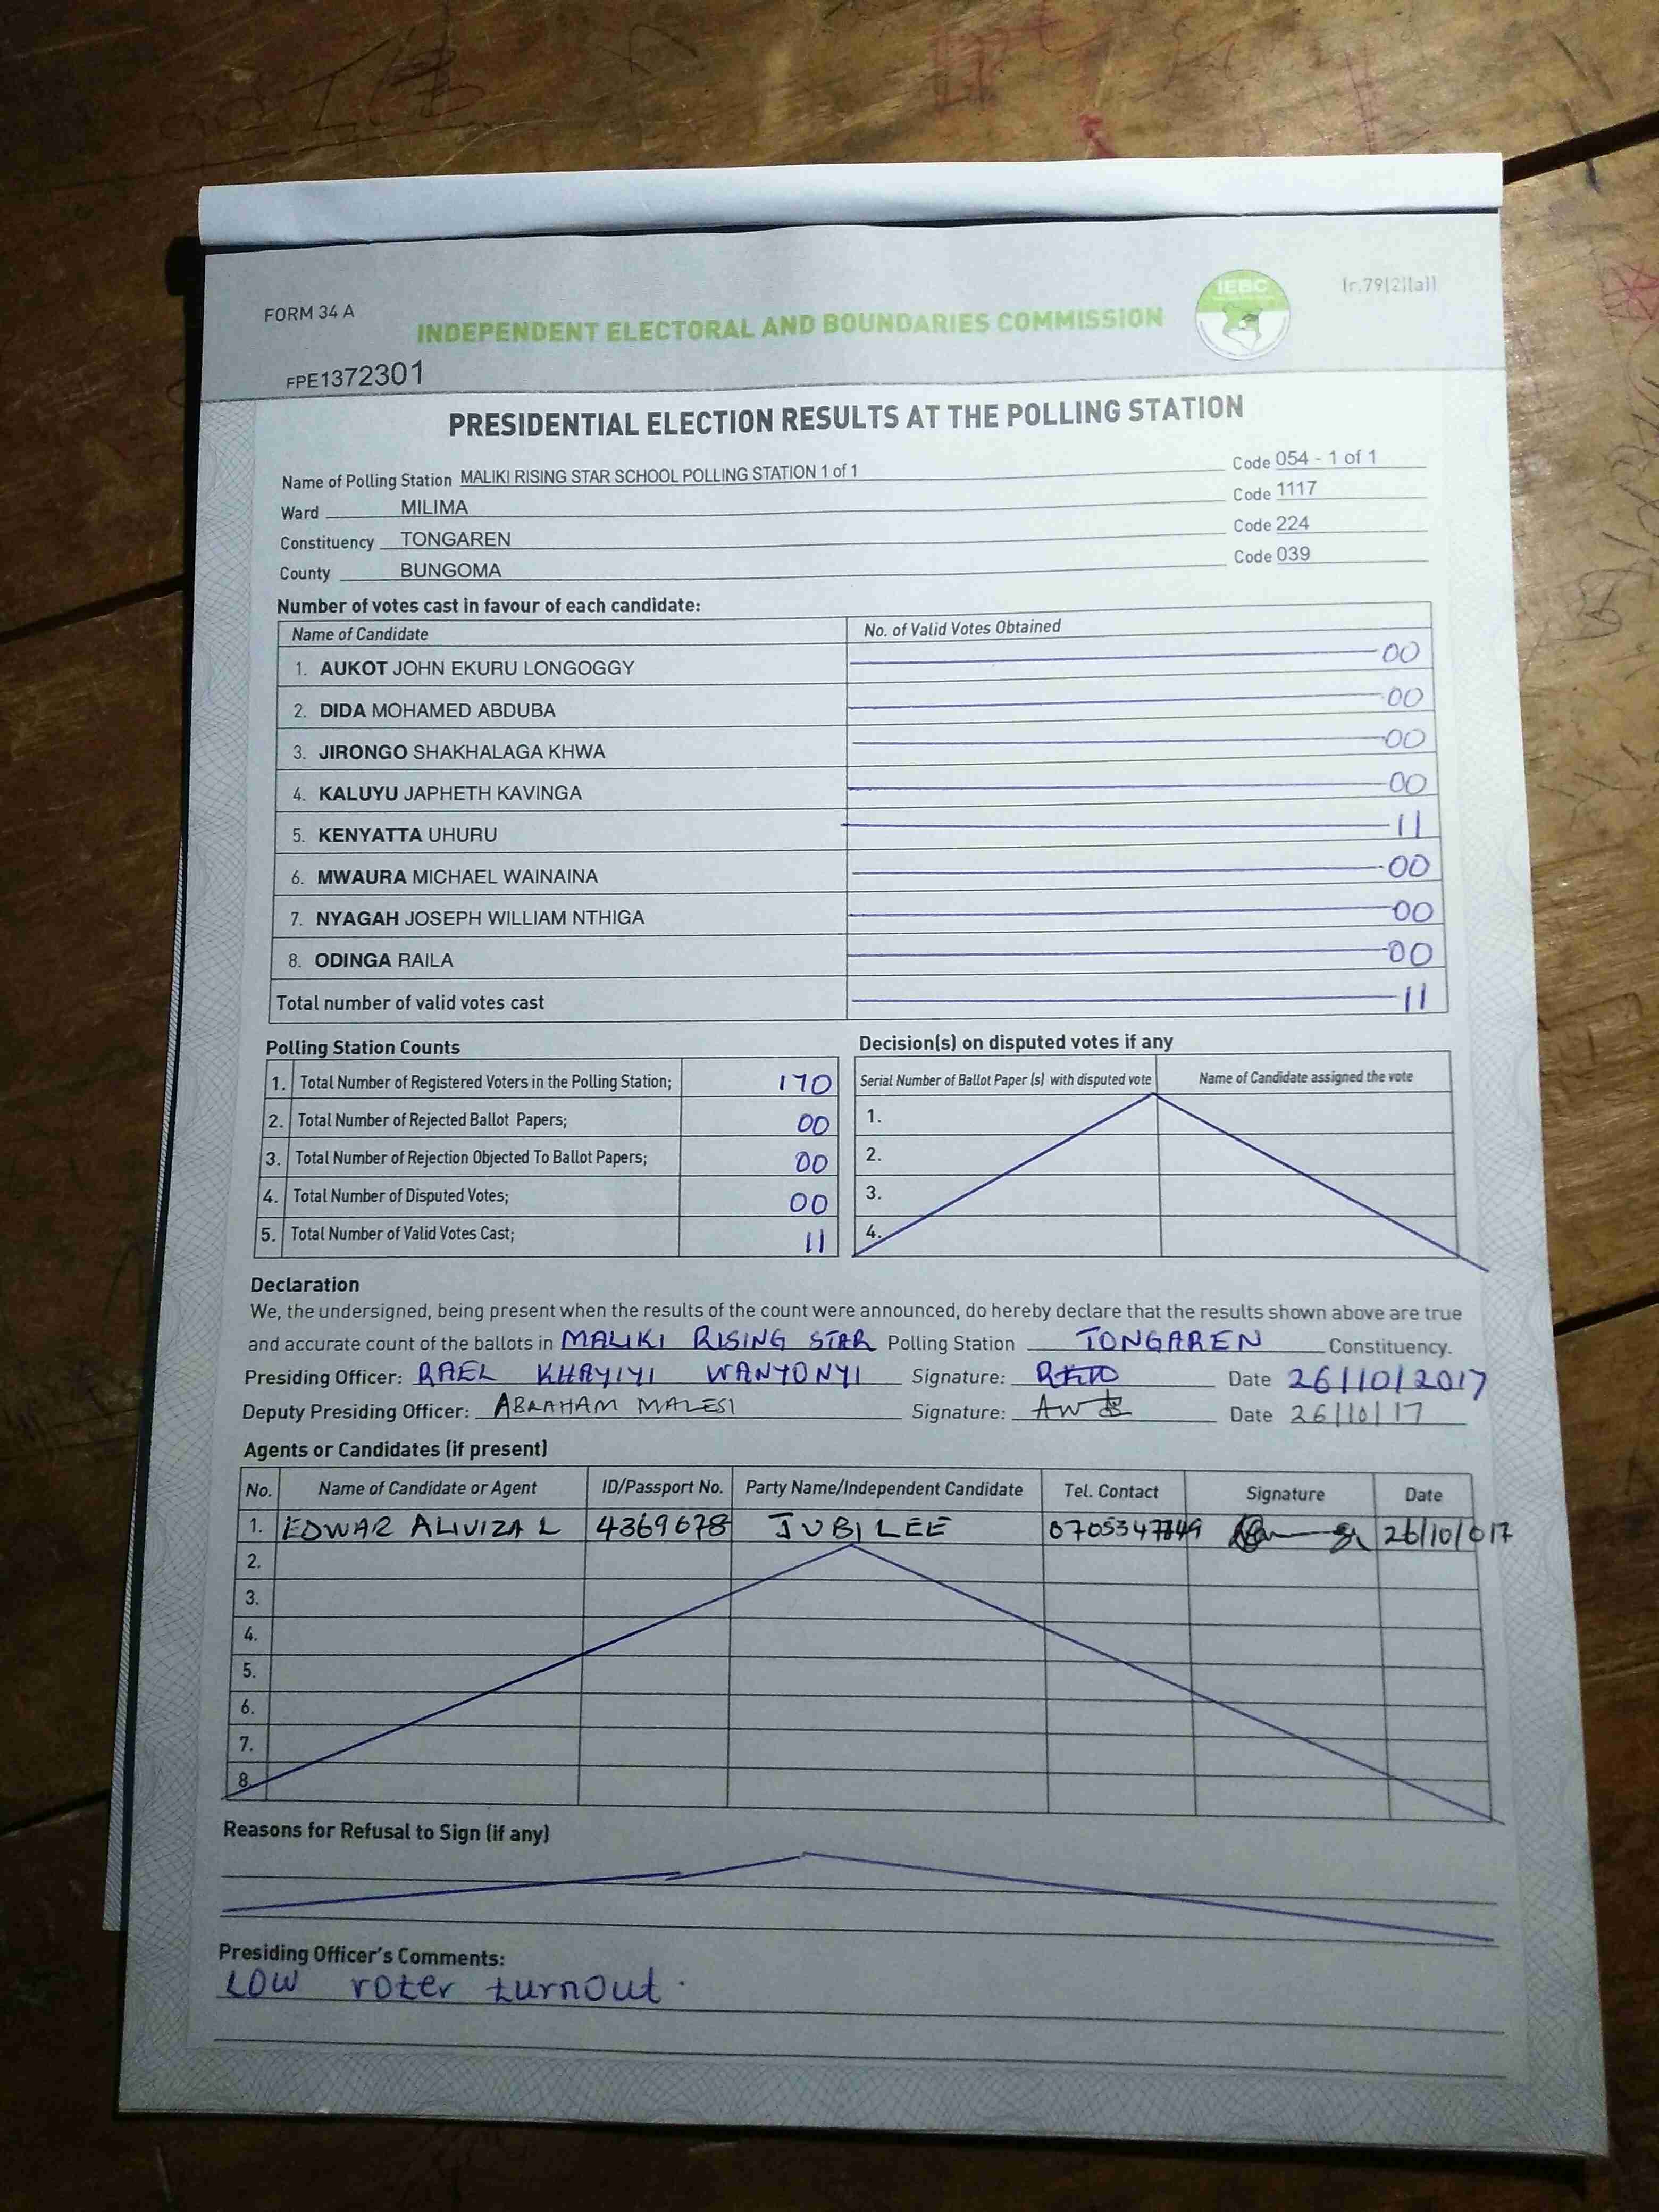 FORM 34 A
INDEPENDENT ELECTORAL AND BOUNDARIES COMMISSION
IEBC
[r.79[2][a]]
FPE1372301
PRESIDENTIAL ELECTION RESULTS AT THE POLLING STATION
Name of Polling Station MALIKI RISING STAR SCHOOL POLLING STATION 1 of 1 Code 054 - 1 of 1
Ward MILIMA Code 1117
Constituency TONGAREN Code 224
County BUNGOMA Code 039
Number of votes cast in favour of each candidate:
Name of Candidate No. of Valid Votes Obtained
1. AUKOT JOHN EKURU LONGOGGY 00
2. DIDA MOHAMED ABDUBA 00
3. JIRONGO SHAKHALAGA KHWA 00
4. KALUYU JAPHETH KAVINGA 00
5. KENYATTA UHURU 11
6. MWAURA MICHAEL WAINAINA 00
7. NYAGAH JOSEPH WILLIAM NTHIGA 00
8. ODINGA RAILA 00
Total number of valid votes cast 11
Polling Station Counts
1. Total Number of Registered Voters in the Polling Station; 170
2. Total Number of Rejected Ballot Papers; 00
3. Total Number of Rejection Objected To Ballot Papers; 00
4. Total Number of Disputed Votes; 00
5. Total Number of Valid Votes Cast; 11
Decision(s) on disputed votes if any
Serial Number of Ballot Paper (s) with disputed vote Name of Candidate assigned the vote
1.
2.
3.
4.
Declaration
We, the undersigned, being present when the results of the count were announced, do hereby declare that the results shown above are true
and accurate count of the ballots in MALIKI RISING STAR Polling Station TONGAREN Constituency.
Presiding Officer: RAEL KHAYIYI WANYONYI Signature: Date 26/10/2017
Deputy Presiding Officer: ABRAHAM MALESI Signature: Date 26/10/17
Agents or Candidates (if present)
No. Name of Candidate or Agent ID/Passport No. Party Name/Independent Candidate Tel. Contact Signature Date
1. EDWAR ALIVIZA L 4369678 JUBILEE 26/10/017
2.
3.
4.
5.
6.
7.
8.
Reasons for Refusal to Sign (if any)
Presiding Officer's Comments:
Low voter turnout.